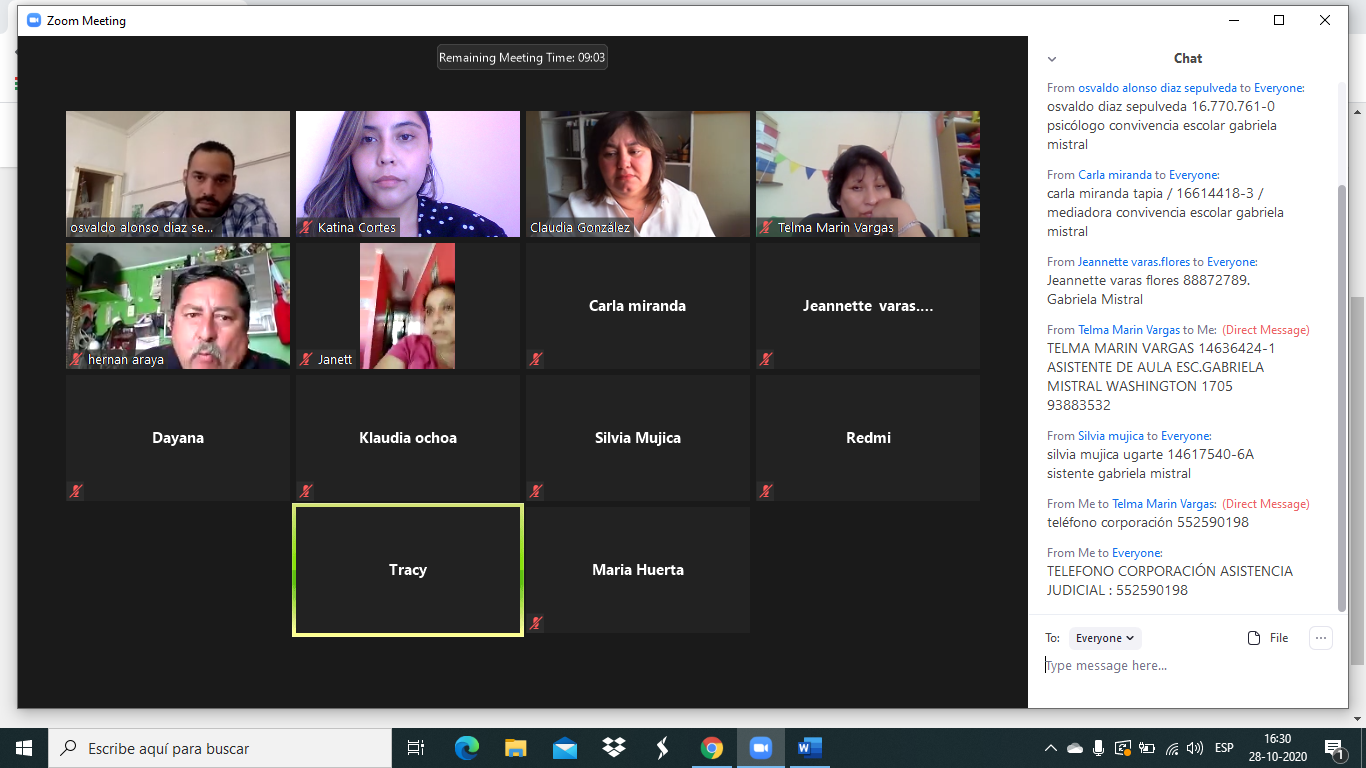 Zoom Meeting
Remaining Meeting Time: 09:03
osvaldo alonso diaz se...
Katina Cortes
Claudia González
Telma Marin Vargas
hernan araya
Janett
Carla miranda
Jeannette varas....
Dayana
Klaudia ochoa
Silvia Mujica
Redmi
Tracy
Maria Huerta
Chat
From osvaldo alonso diaz sepulveda to Everyone:
osvaldo diaz sepulveda 16.770.761-0
psicólogo convivencia escolar gabriela
mistral
From Carla miranda to Everyone:
carla miranda tapia / 16614418-3 /
mediadora convivencia escolar gabriela
mistral
From Jeannette varas.flores to Everyone:
Jeannette varas flores 88872789.
Gabriela Mistral
From Telma Marin Vargas to Me: (Direct Message)
TELMA MARIN VARGAS 14636424-1
ASISTENTE DE AULA ESC.GABRIELA
MISTRAL WASHINGTON 1705
93883532
From Silvia mujica to Everyone:
silvia mujica ugarte 14617540-6A
sistente gabriela mistral
From Me to Telma Marin Vargas: (Direct Message)
teléfono corporación 552590198
From Me to Everyone:
TELEFONO CORPORACIÓN ASISTENCIA
JUDICIAL : 552590198
To: Everyone File
Type message here...
Escribe aquí para buscar
ESP
16:30
28-10-2020
1